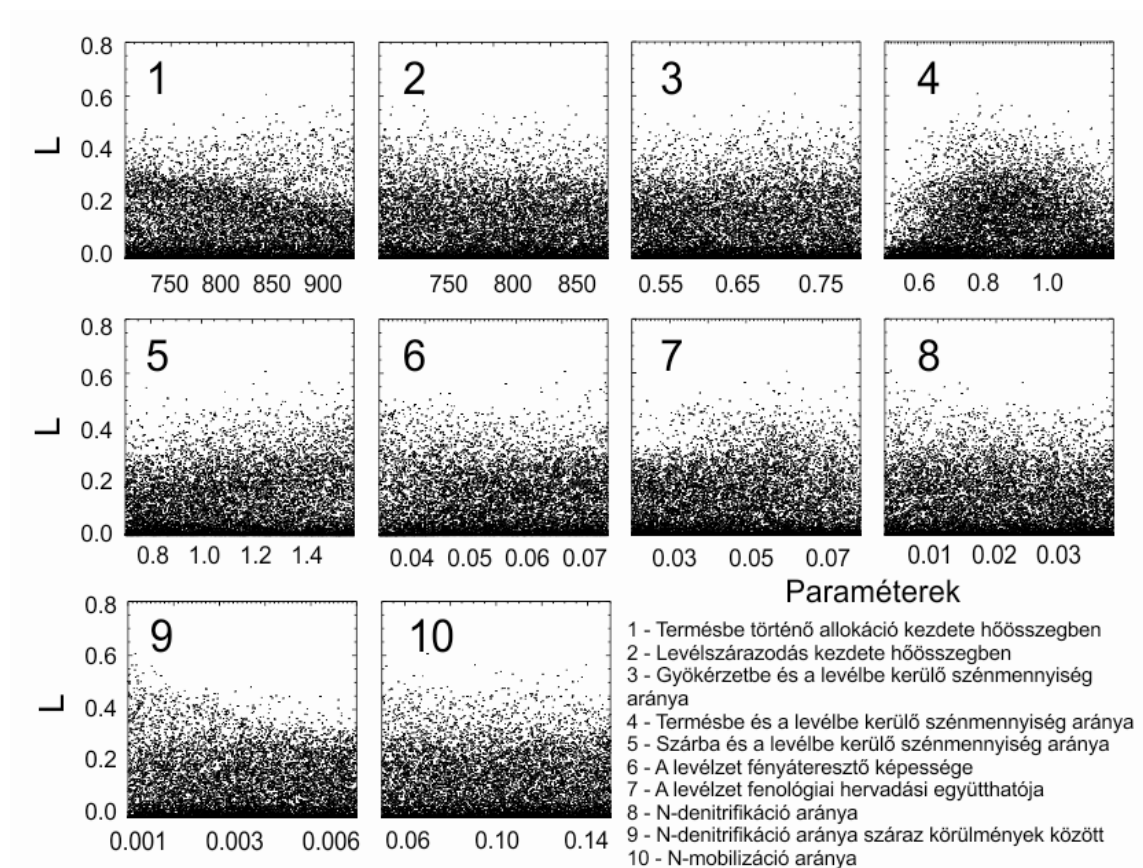 0.8 1 2 3 4
0.6
L 0.4
0.2
0.0
750 800 850 900 750 800 850 0.55 0.65 0.75 0.6 0.8 1.0
0.8 5 6 7 8
0.6
L 0.4
0.2
0.0
0.8 1.0 1.2 1.4 0.04 0.05 0.06 0.07 0.03 0.05 0.07 0.01 0.02 0.03
0.8 9 10
0.6
L 0.4
0.2
0.0
0.001 0.003 0.006 0.06 0.10 0.14
Paraméterek
1 - Termésbe történő allokáció kezdete hőösszegben
2 - Levélszárazodás kezdete hőösszegben
3 - Gyökérzetbe és a levélbe kerülő szénmennyiség
aránya
4 - Termésbe és a levélbe kerülő szénmennyiség aránya
5 - Szárba és a levélbe kerülő szénmennyiség aránya
6 - A levélzet fényáteresztő képessége
7 - A levélzet fenológiai hervadási együtthatója
8 - N-denitrifikáció aránya
9 - N-denitrifikáció aránya száraz körülmények között
10 - N-mobilizáció aránya